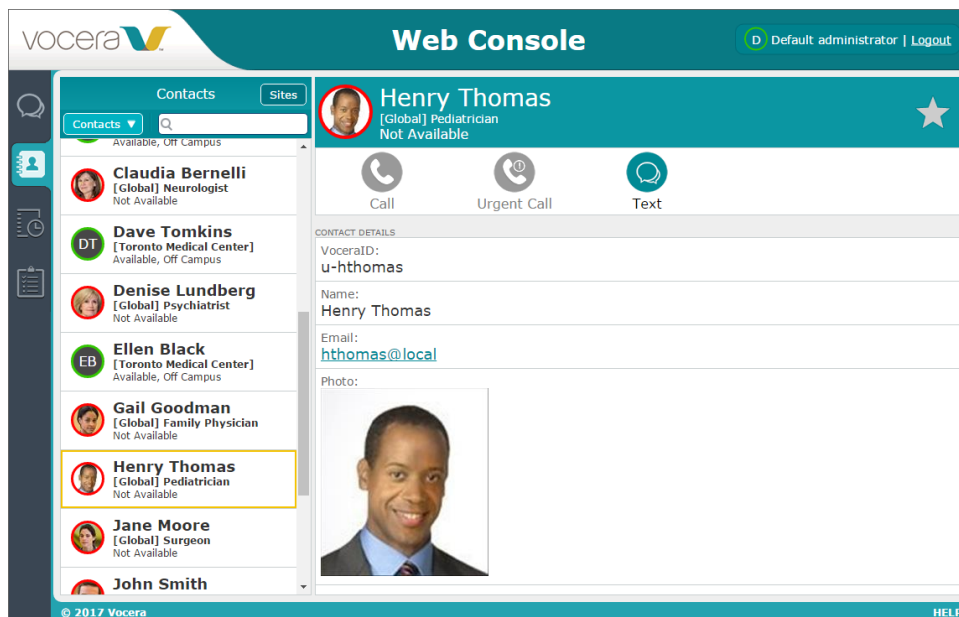 vocera
Web Console
D Default administrator | Logout
Contacts
Sites
Contacts ▼
Available, Off Campus
Claudia Bernelli
[Global] Neurologist
Not Available
DT
Dave Tomkins
[Toronto Medical Center]
Available, Off Campus
Denise Lundberg
[Global] Psychiatrist
Not Available
EB
Ellen Black
[Toronto Medical Center]
Available, Off Campus
Gail Goodman
[Global] Family Physician
Not Available
Henry Thomas
[Global] Pediatrician
Not Available
Jane Moore
[Global] Surgeon
Not Available
John Smith
Henry Thomas
[Global] Pediatrician
Not Available
Call
Urgent Call
Text
CONTACT DETAILS
VoceraID:
u-hthomas
Name:
Henry Thomas
Email:
hthomas@local
Photo:
© 2017 Vocera
HELP